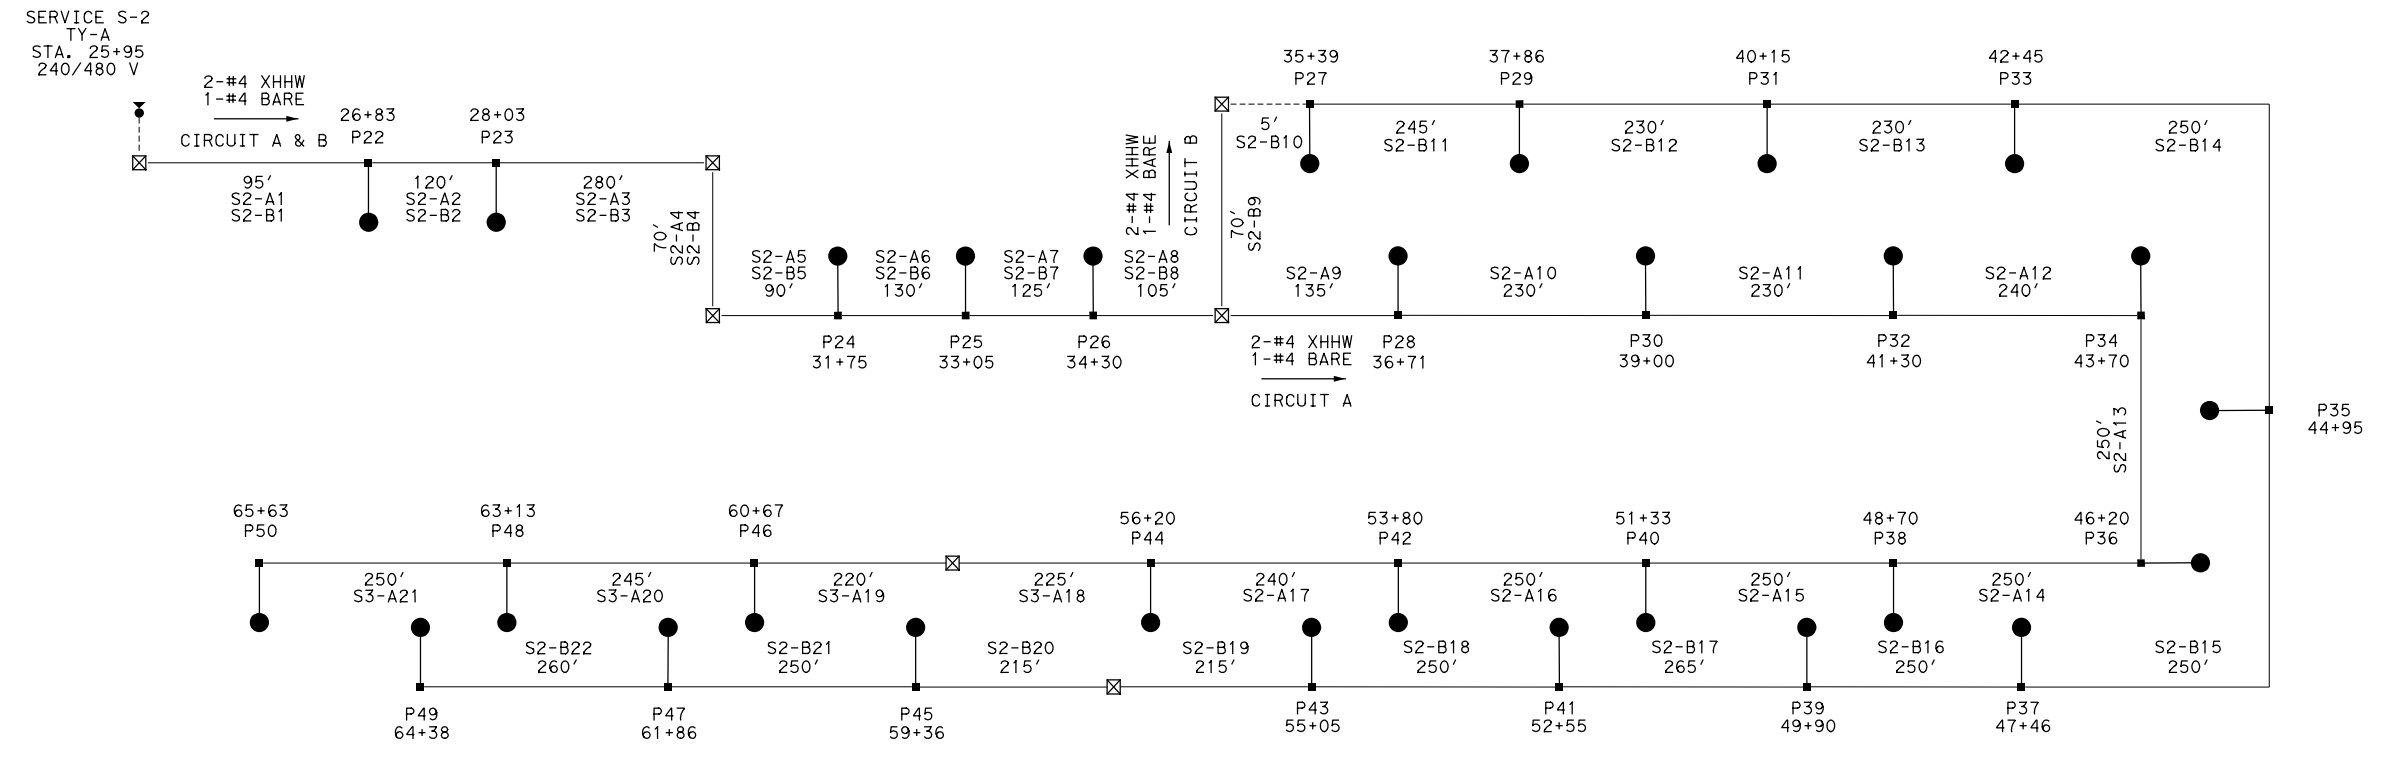 SERVICE S-2
TY-A
STA. 25+95
240/480 V
2-#4 XHHW
1-#4 BARE
CIRCUIT A & B
26+83
P22
28+03
P23
95'
S2-A1
S2-B1
120'
S2-A2
S2-B2
280'
S2-A3
S2-B3
70'
S2-A4
S2-B4
S2-A5
S2-B5
90'
S2-A6
S2-B6
130'
S2-A7
S2-B7
125'
S2-A8
S2-B8
105'
P24
31+75
P25
33+05
P26
34+30
2-#4 XHHW
1-#4 BARE
CIRCUIT B
70'
S2-B9
35+39
P27
37+86
P29
40+15
P31
42+45
P33
5'
S2-B10
245'
S2-B11
230'
S2-B12
230'
S2-B13
250'
S2-B14
S2-A9
135'
S2-A10
230'
S2-A11
230'
S2-A12
240'
2-#4 XHHW
1-#4 BARE
CIRCUIT A
P28
36+71
P30
39+00
P32
41+30
P34
43+70
250'
S2-A13
P35
44+95
65+63
P50
63+13
P48
60+67
P46
56+20
P44
53+80
P42
51+33
P40
48+70
P38
46+20
P36
250'
S3-A21
245'
S3-A20
220'
S3-A19
225'
S3-A18
240'
S2-A17
250'
S2-A16
250'
S2-A15
250'
S2-A14
S2-B22
260'
S2-B21
250'
S2-B20
215'
S2-B19
215'
S2-B18
250'
S2-B17
265'
S2-B16
250'
S2-B15
250'
P49
64+38
P47
61+86
P45
59+36
P43
55+05
P41
52+55
P39
49+90
P37
47+46